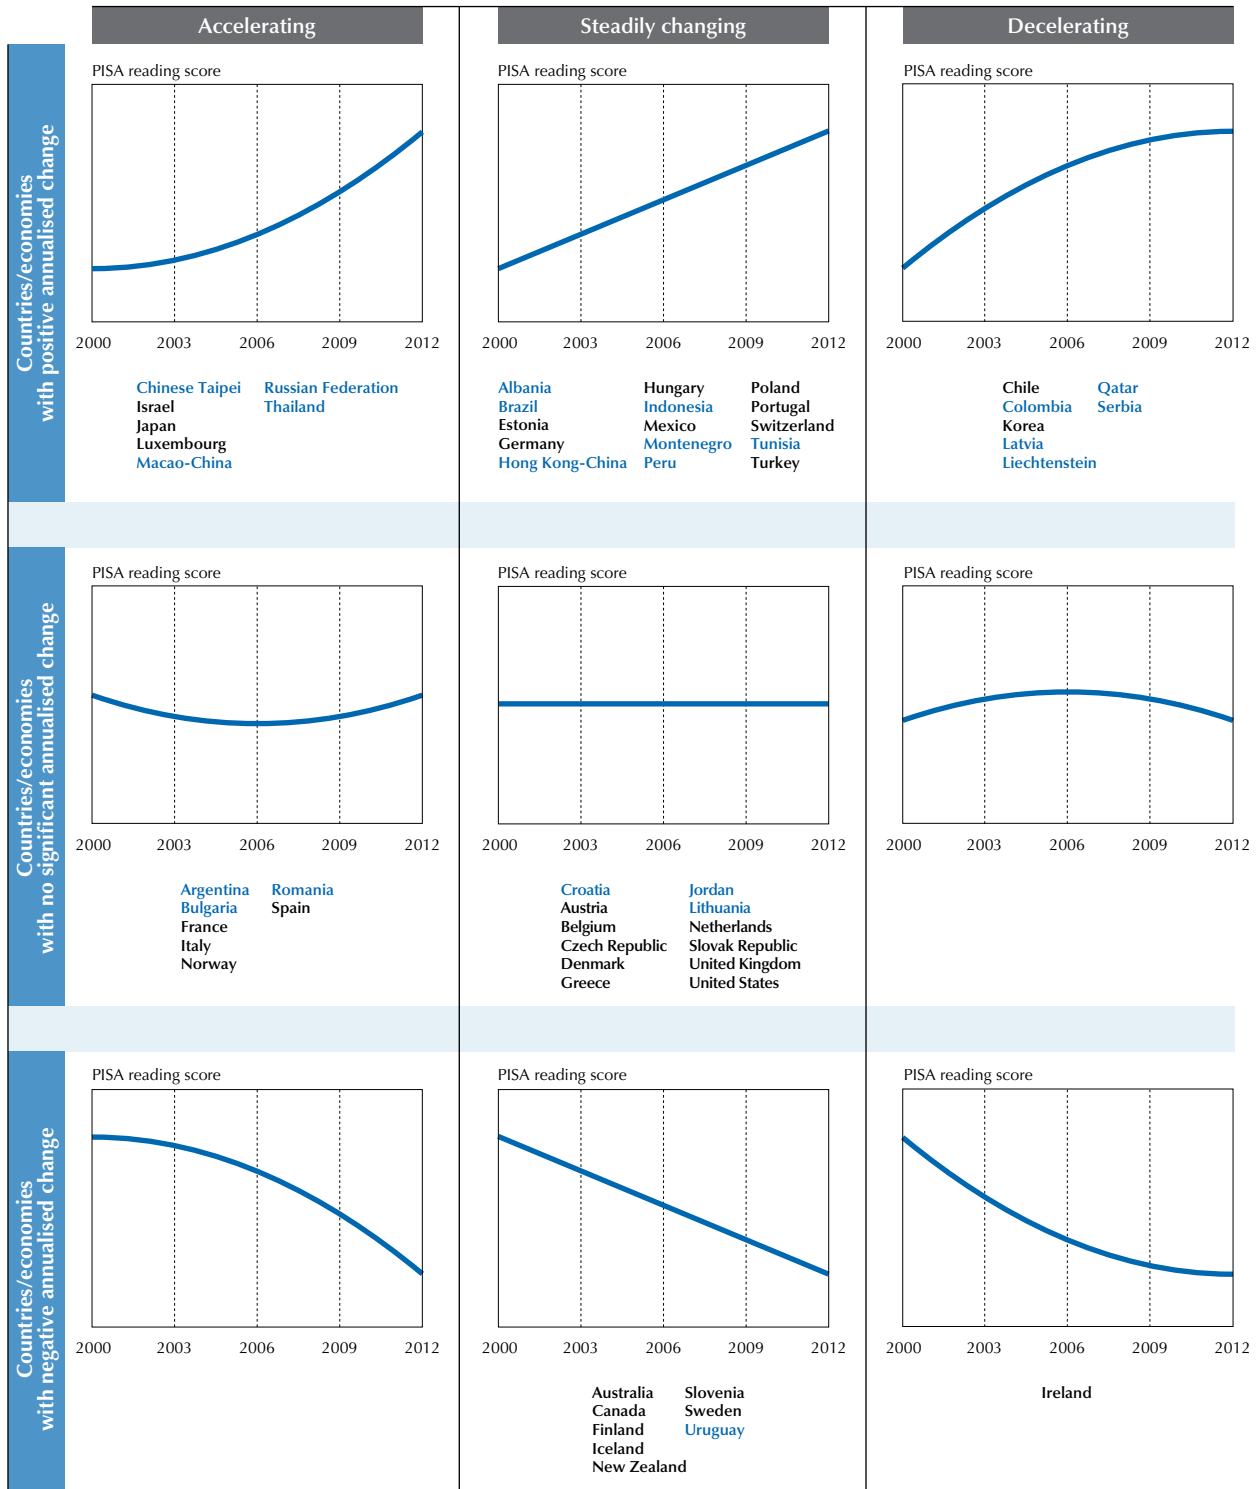 Accelerating
Steadily changing
Decelerating
Countries/economies
with positive annualised change
PISA reading score
2000 2003 2006 2009 2012
Chinese Taipei Russian Federation
Israel Thailand
Japan
Luxembourg
Macao-China
PISA reading score
2000 2003 2006 2009 2012
Albania Hungary Poland
Brazil Indonesia Portugal
Estonia Mexico Switzerland
Germany Montenegro Tunisia
Hong Kong-China Peru Turkey
PISA reading score
2000 2003 2006 2009 2012
Chile Qatar
Colombia Serbia
Korea
Latvia
Liechtenstein
Countries/economies
with no significant annualised change
PISA reading score
2000 2003 2006 2009 2012
Argentina Romania
Bulgaria Spain
France
Italy
Norway
PISA reading score
2000 2003 2006 2009 2012
Croatia Jordan
Austria Lithuania
Belgium Netherlands
Czech Republic Slovak Republic
Denmark United Kingdom
Greece United States
PISA reading score
2000 2003 2006 2009 2012
Countries/economies
with negative annualised change
PISA reading score
2000 2003 2006 2009 2012
PISA reading score
2000 2003 2006 2009 2012
Australia Slovenia
Canada Sweden
Finland Uruguay
Iceland
New Zealand
PISA reading score
2000 2003 2006 2009 2012
Ireland